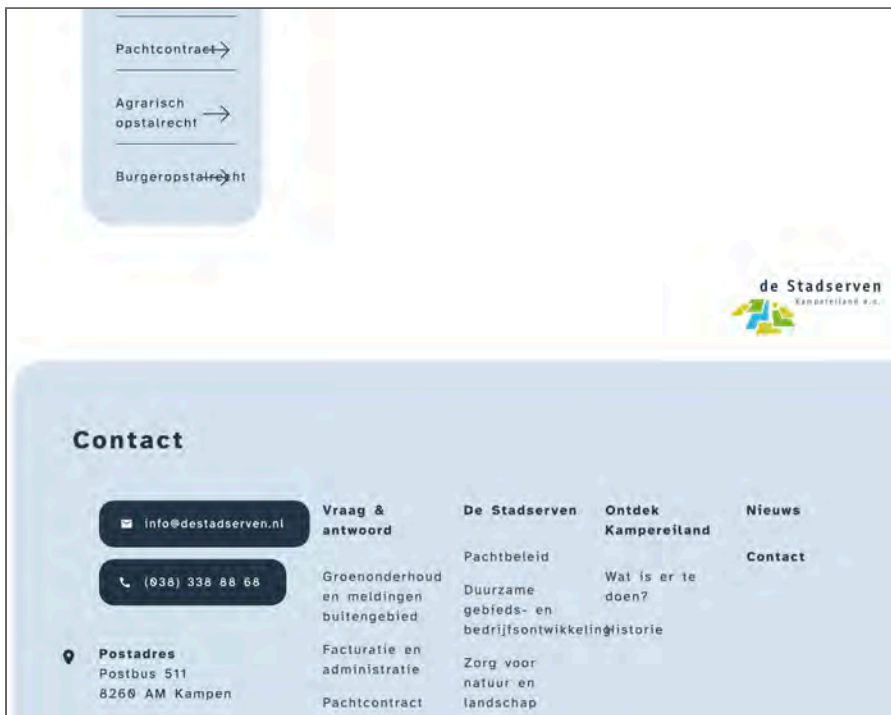 Pachtcontract
Agrarisch
opstalrecht
Burgeropstalrecht
de Stadserven
Kampereiland e.o.
Contact
info@destadserven.nl
(038) 338 88 68
Postadres
Postbus 511
8260 AM Kampen
Vraag &
antwoord
Groenonderhoud
en meldingen
buitengebied
Facturatie en
administratie
Pachtcontract
De Stadserven
Pachtbeleid
Duurzame
gebieds- en
bedrijfsontwikkeling
Zorg voor
natuur en
landschap
Ontdek
Kampereiland
Wat is er te
doen?
Historie
Nieuws
Contact